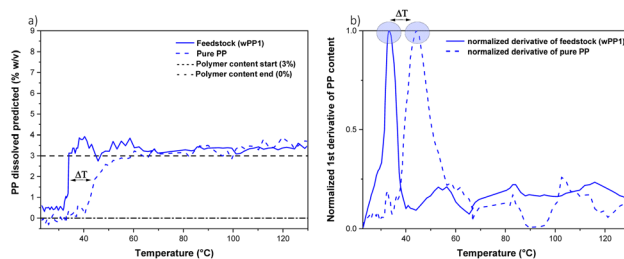 a)
PP dissolved predicted (% w/v)
9
8
7
6
5
4
3
2
1
0
Feedstock (wPP1)
Pure PP
Polymer content start (3%)
Polymer content end (0%)
ΔT
40 60 80 100 120
Temperature (°C)
b)
ΔT
Normalized 1st derivative of PP content
1.0
0.5
0.0
normalized derivative of feedstock (wPP1)
normalized derivative of pure PP
40 60 80 100 120
Temperature (°C)